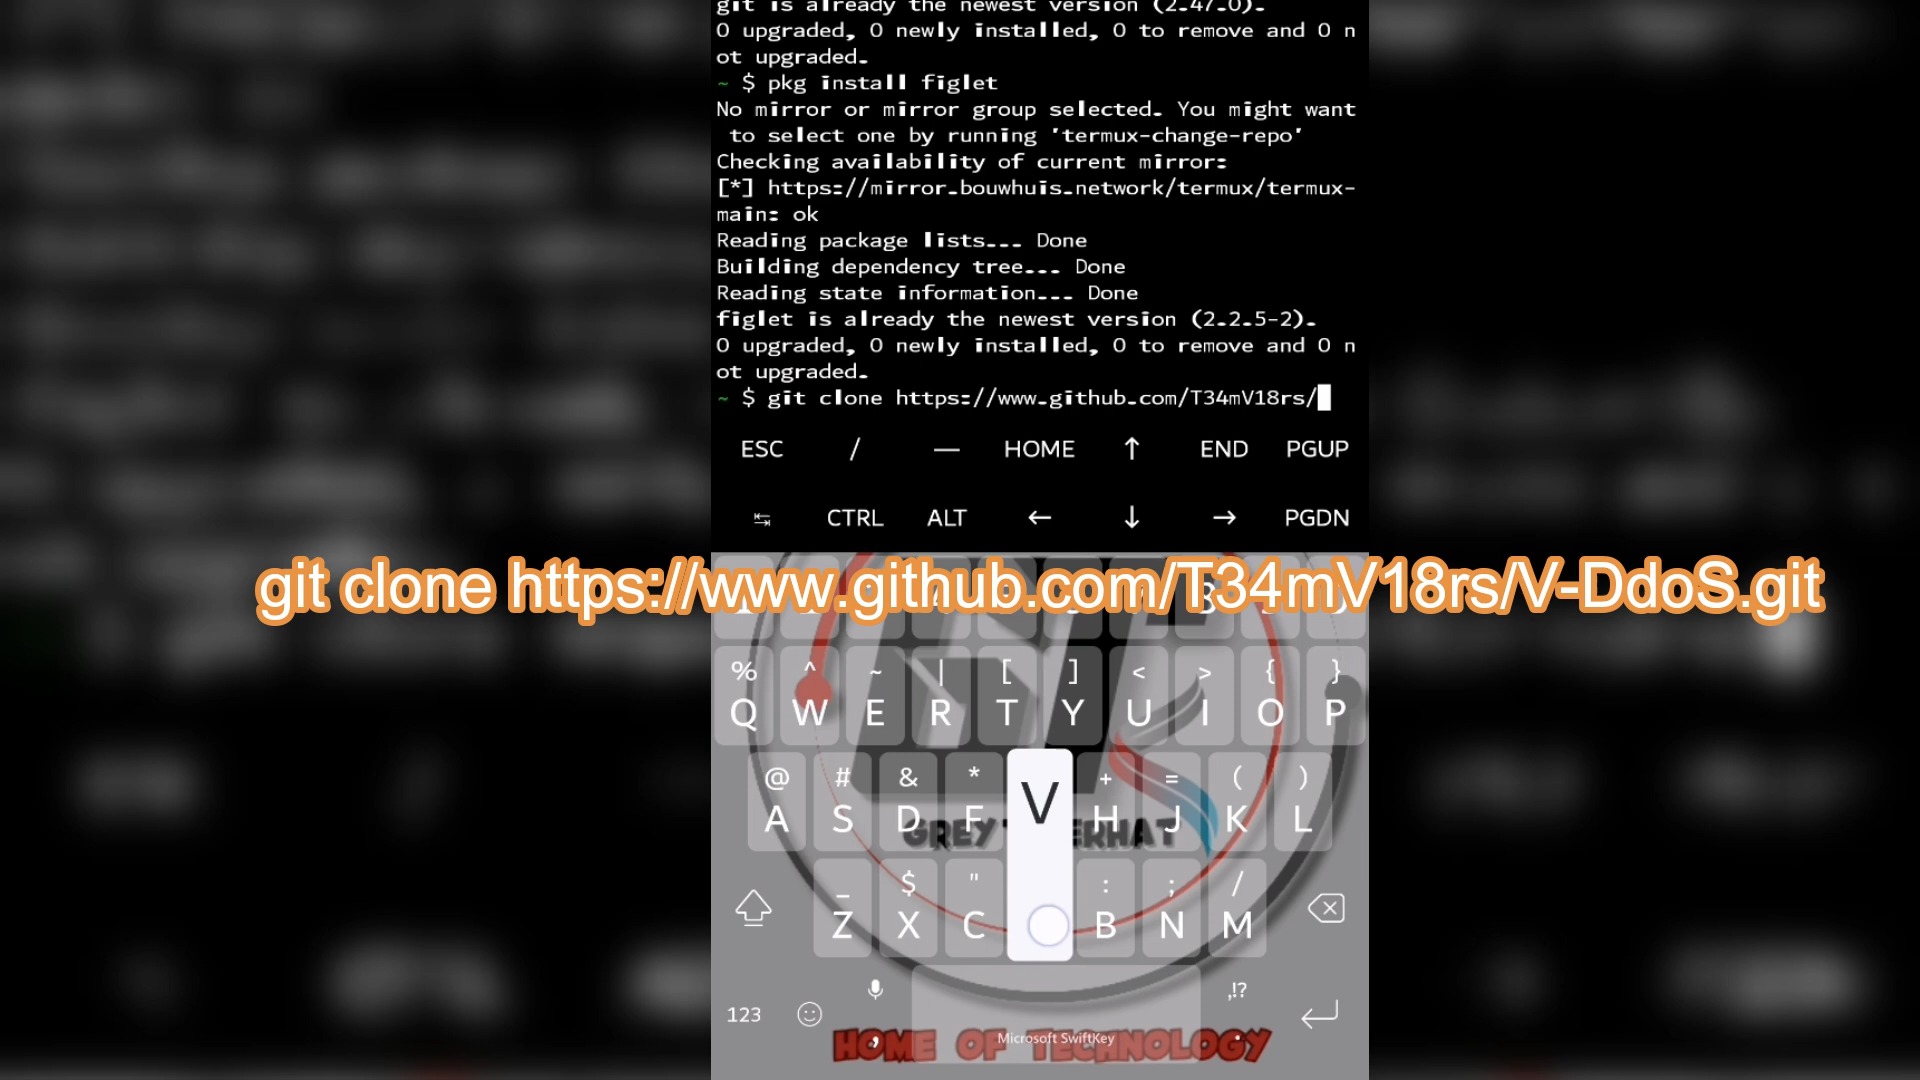 git is already the newest version (2.47.0).
0 upgraded, 0 newly installed, 0 to remove and 0 n
ot upgraded.
~ $ pkg install figlet
No mirror or mirror group selected. You might want
to select one by running 'termux-change-repo'
Checking availability of current mirror:
[*] https://mirror.bouwhuis.network/termux/termux-
main: ok
Reading package lists... Done
Building dependency tree... Done
Reading state information... Done
figlet is already the newest version (2.2.5-2).
0 upgraded, 0 newly installed, 0 to remove and 0 n
ot upgraded.
~ $ git clone https://www.github.com/T34mV18rs/
ESC / — HOME ↑ END PGUP
↹ CTRL ALT ← ↓ → PGDN
git clone https://www.github.com/T34mV18rs/V-DdoS.git
% ^ ~ | [ ] < > { }
Q W E R T Y U I O P
@ # & * + = ( )
A S D F V H J K L
_ $ " : ; /
Z X C B N M
,!?
123 , Microsoft SwiftKey .
HOME OF TECHNOLOGY